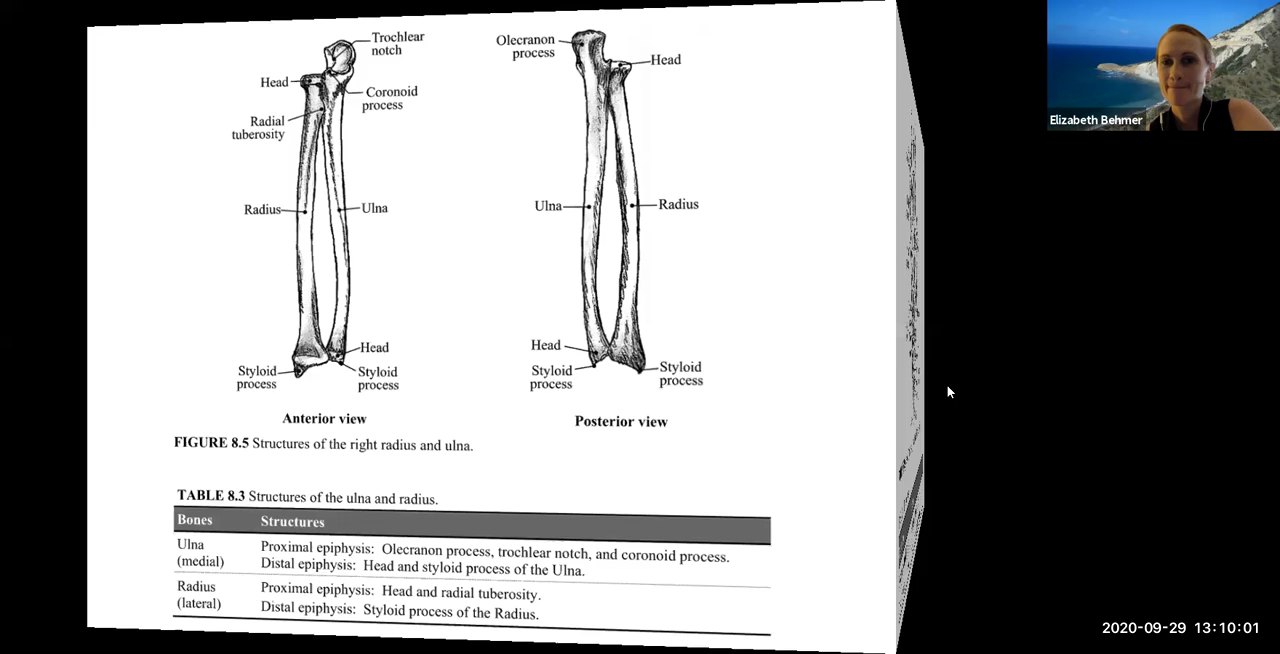 Trochlear
notch
Head
Coronoid
process
Radial
tuberosity
Radius
Ulna
Head
Styloid
process
Styloid
process
Anterior view
Olecranon
process
Head
Ulna
Radius
Head
Styloid
process
Styloid
process
Posterior view
FIGURE 8.5 Structures of the right radius and ulna.
TABLE 8.3 Structures of the ulna and radius.
Bones Structures
Ulna
(medial)
Proximal epiphysis: Olecranon process, trochlear notch, and coronoid process.
Distal epiphysis: Head and styloid process of the Ulna.
Radius
(lateral)
Proximal epiphysis: Head and radial tuberosity.
Distal epiphysis: Styloid process of the Radius.
Elizabeth Behmer
2020-09-29 13:10:01